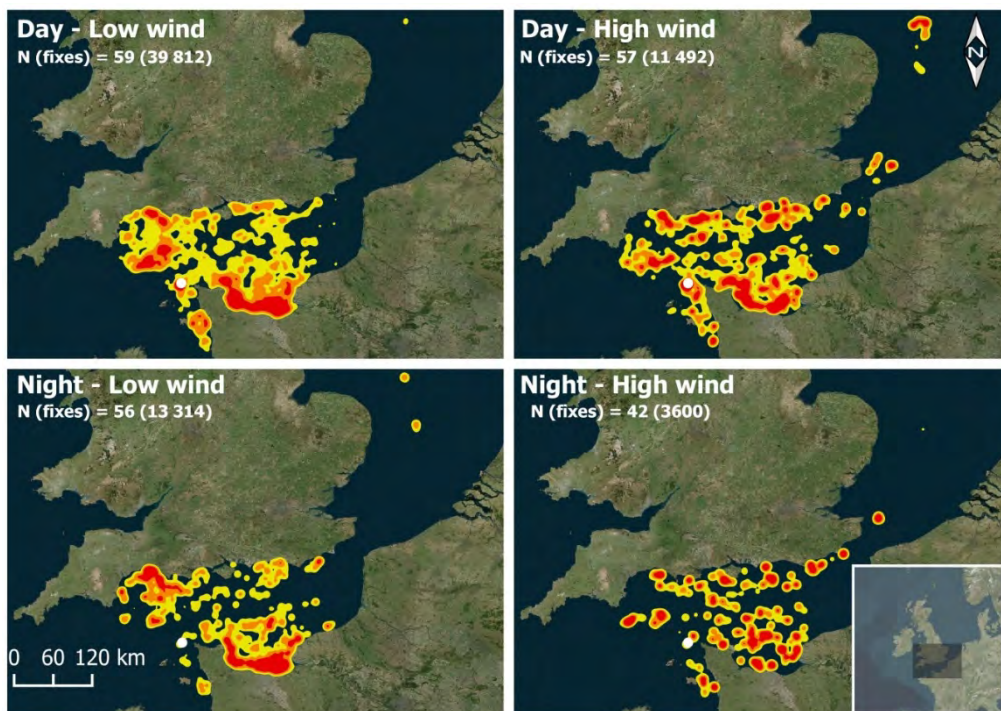 Day - Low wind
N (fixes) = 59 (39 812)
Day - High wind
N (fixes) = 57 (11 492)
N
Night - Low wind
N (fixes) = 56 (13 314)
Night - High wind
N (fixes) = 42 (3600)
0 60 120 km